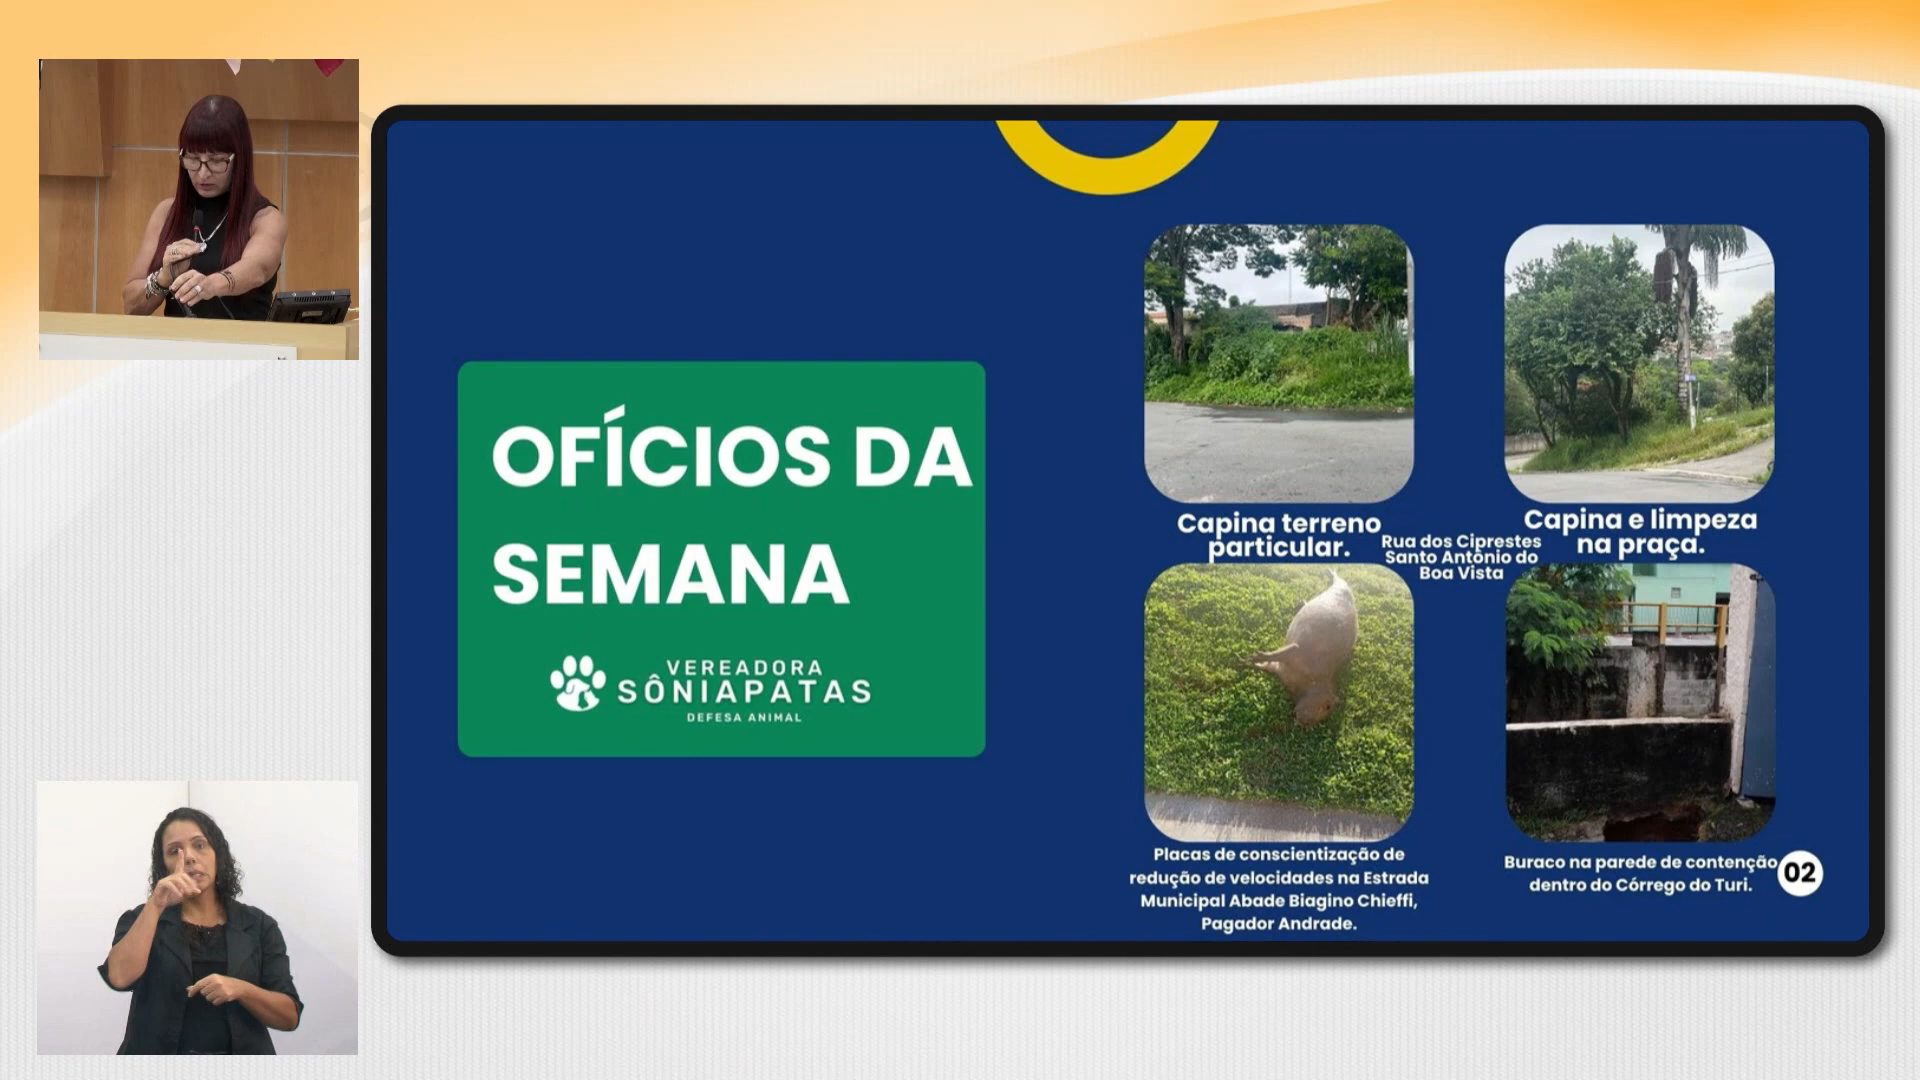 OFÍCIOS DA
SEMANA
VEREADORA
SÔNIAPATAS
DEFESA ANIMAL
Capina terreno
particular.
Rua dos Ciprestes
Santo Antônio do
Boa Vista
Capina e limpeza
na praça.
Placas de conscientização de
redução de velocidades na Estrada
Municipal Abade Biagino Chieffi,
Pagador Andrade.
Buraco na parede de contenção
dentro do Córrego do Turi.
02